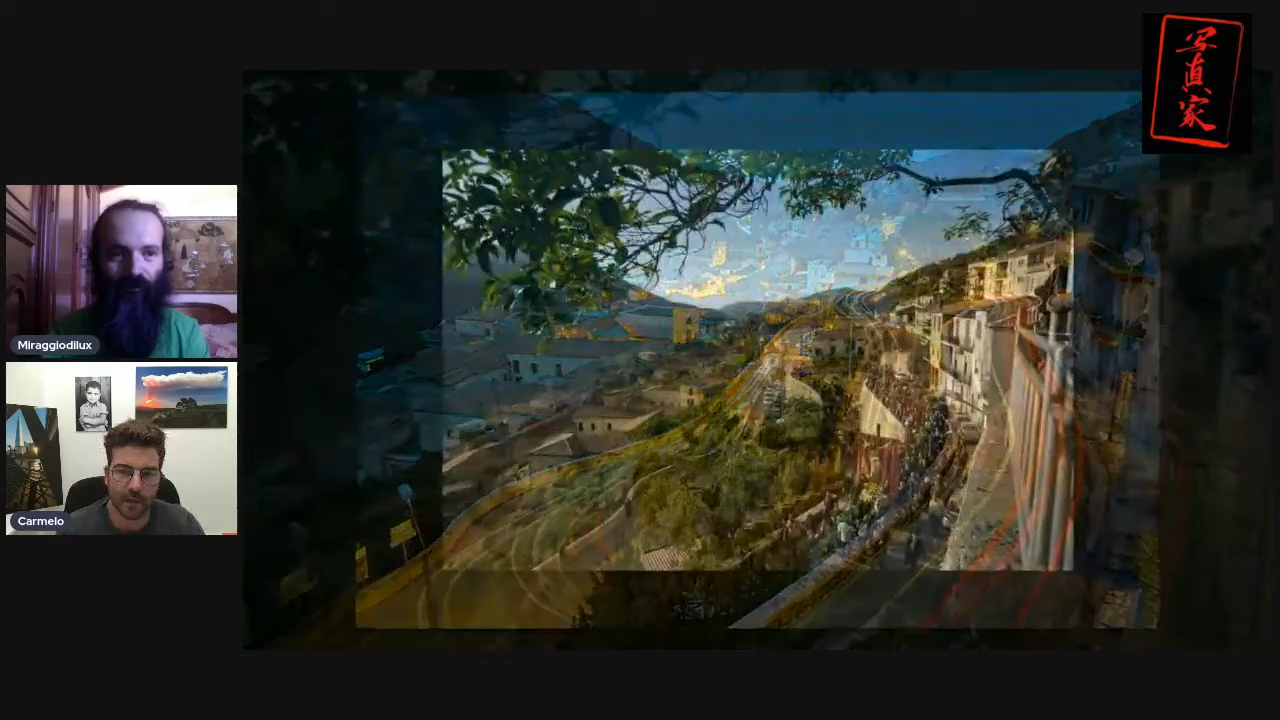 写
真
家
Miraggiodilux
Carmelo